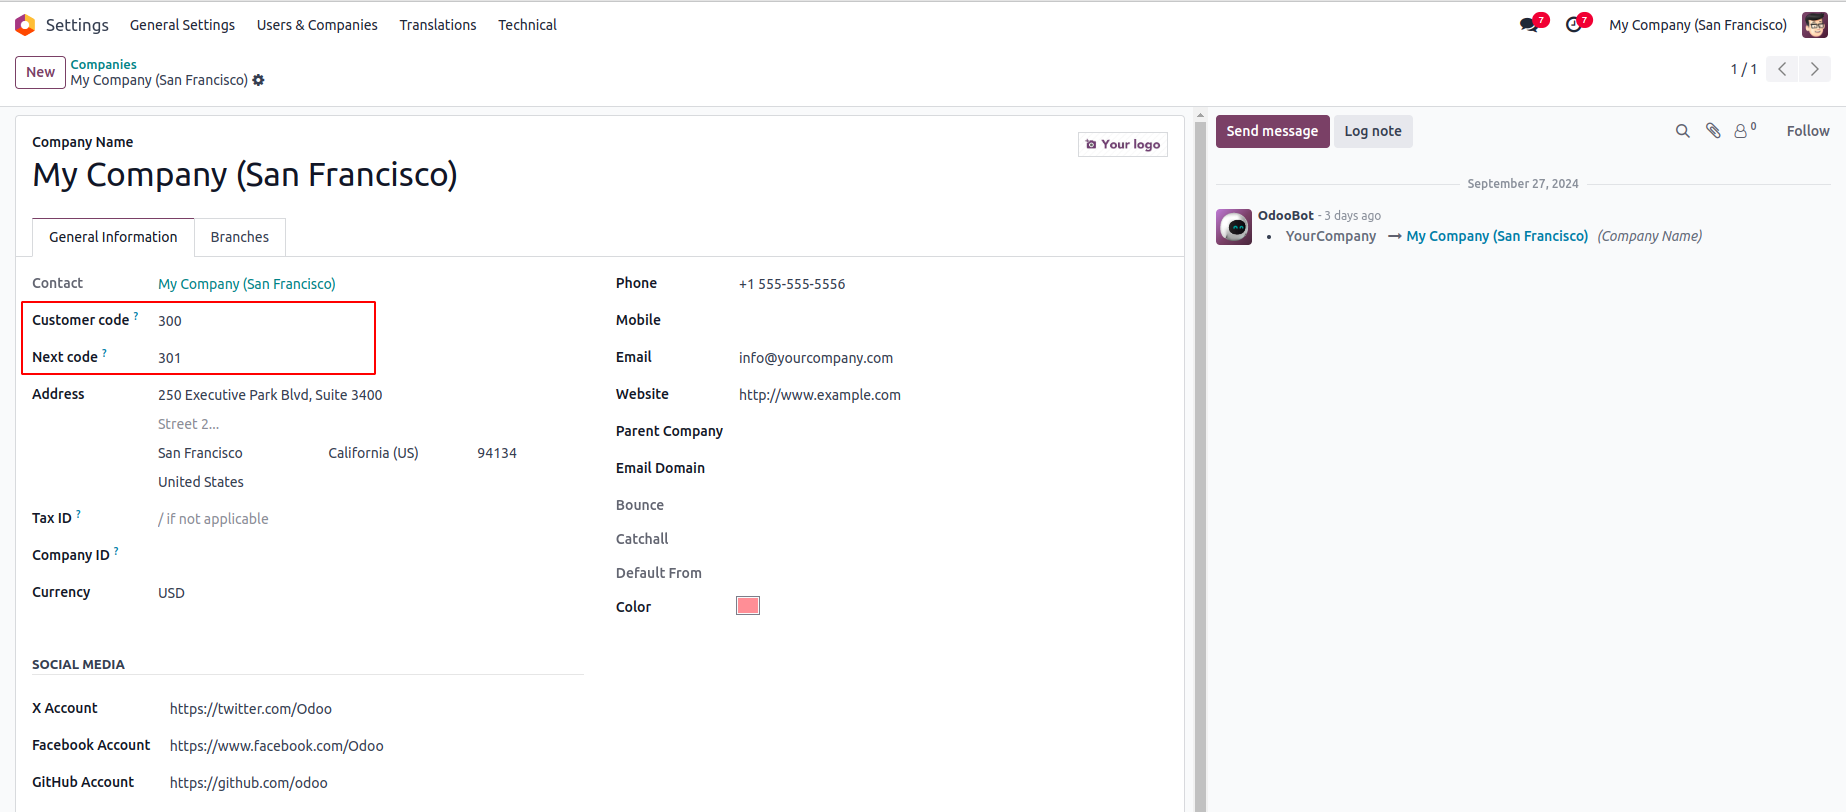 Settings General Settings Users & Companies Translations Technical 7 7 My Company (San Francisco)
New Companies
My Company (San Francisco) 1 / 1
Company Name
Your logo
My Company (San Francisco)
General Information Branches
Contact My Company (San Francisco)
Customer code ? 300
Next code ? 301
Address 250 Executive Park Blvd, Suite 3400
Street 2...
San Francisco California (US) 94134
United States
Tax ID ? / if not applicable
Company ID ?
Currency USD
Phone +1 555-555-5556
Mobile
Email info@yourcompany.com
Website http://www.example.com
Parent Company
Email Domain
Bounce
Catchall
Default From
Color
SOCIAL MEDIA
X Account https://twitter.com/Odoo
Facebook Account https://www.facebook.com/Odoo
GitHub Account https://github.com/odoo
Send message Log note 0 Follow
September 27, 2024
OdooBot - 3 days ago
• YourCompany → My Company (San Francisco) (Company Name)